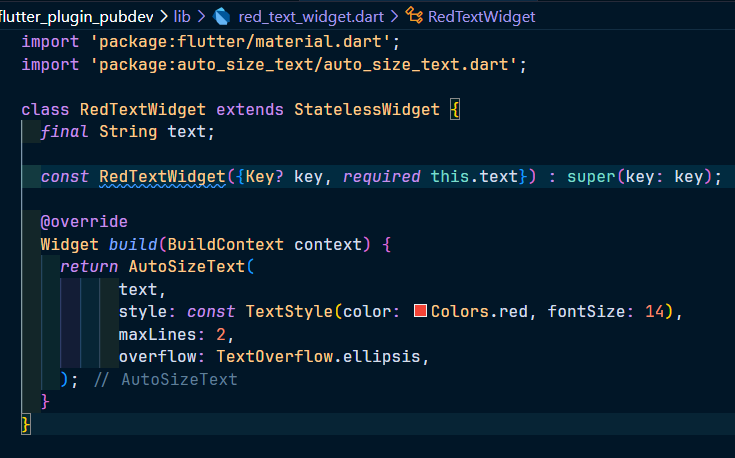 flutter_plugin_pubdev > lib > red_text_widget.dart > RedTextWidget
import 'package:flutter/material.dart';
import 'package:auto_size_text/auto_size_text.dart';
class RedTextWidget extends StatelessWidget {
final String text;
const RedTextWidget({Key? key, required this.text}) : super(key: key);
@override
Widget build(BuildContext context) {
return AutoSizeText(
text,
style: const TextStyle(color: Colors.red, fontSize: 14),
maxLines: 2,
overflow: TextOverflow.ellipsis,
); // AutoSizeText
}
}